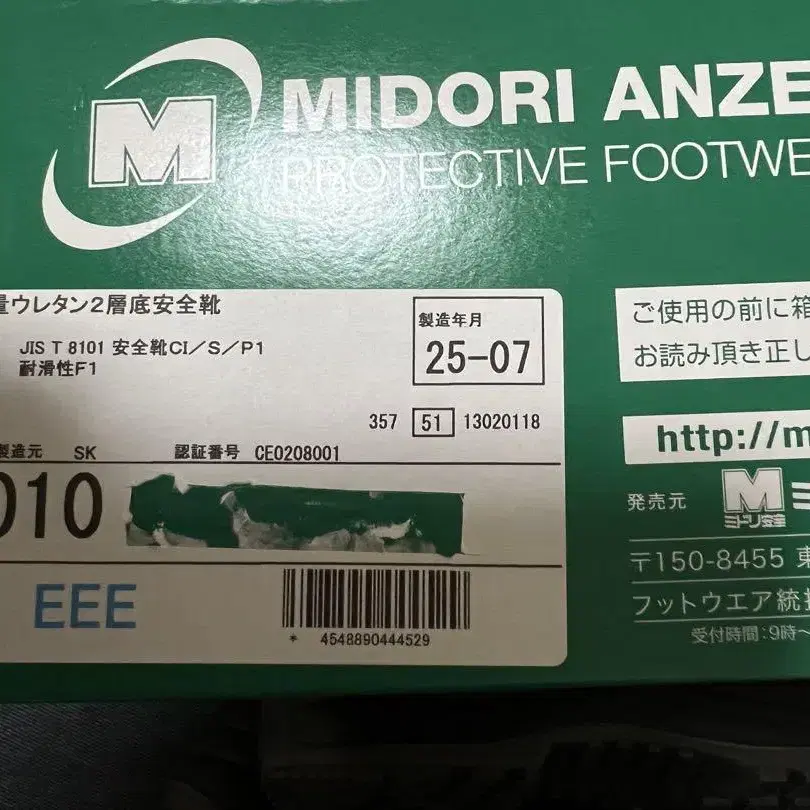 M
MIDORI ANZE
PROTECTIVE FOOTWE
量ウレタン2層底安全靴
JIS T 8101 安全靴CI/S/P1
耐滑性F1
製造年月
25-07
357 51 13020118
製造元 SK 認証番号 CE0208001
010
EEE
* 4548890444529
ご使用の前に箱
お読み頂き正し
http://m
発売元 M ミドリ安全 ミ
〒150-8455 東
フットウエア統括
受付時間:9時~